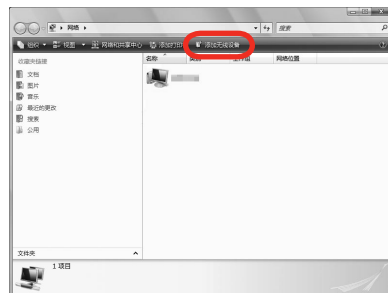 网络
搜索
组织 视图 网络和共享中心 添加打印 添加无线设备
收藏夹链接
名称 类别 工作组 网络位置
文档
图片
音乐
最近的更改
搜索
公用
文件夹
1 项目